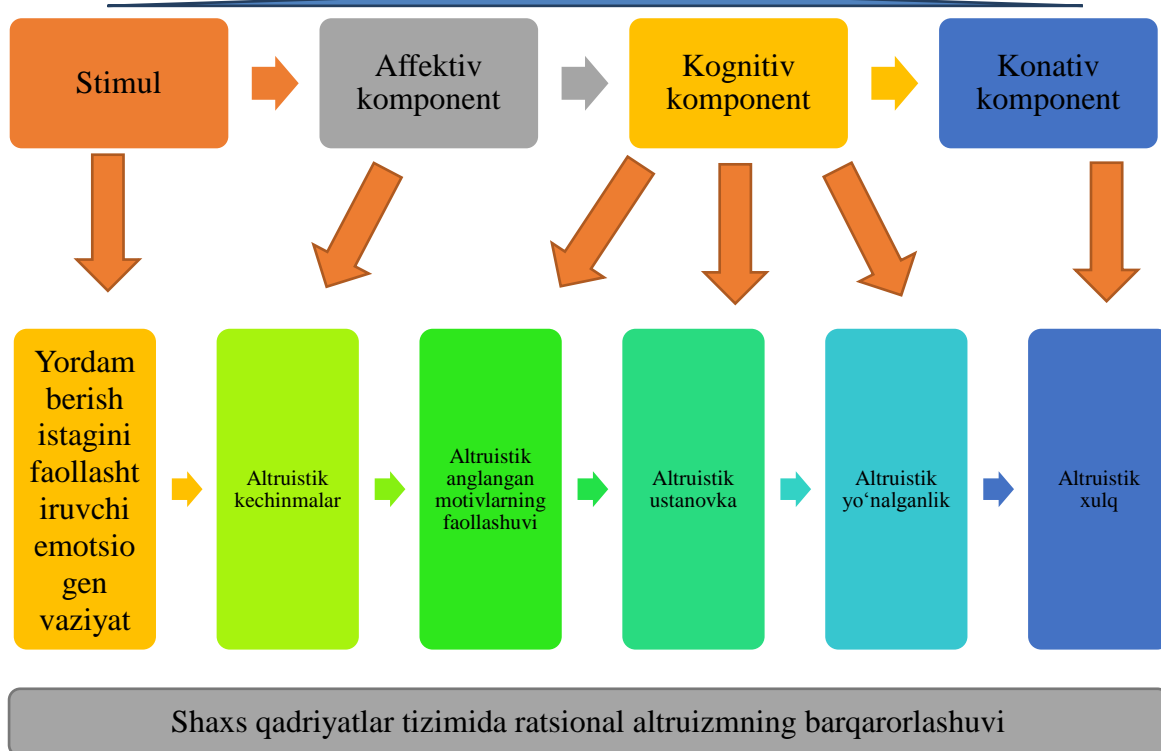 Stimul
Affektiv
komponent
Kognitiv
komponent
Konativ
komponent
Yordam
berish
istagini
faollasht
iruvchi
emotsio
gen
vaziyat
Altruistik
kechinmalar
Altruistik
anglangan
motivlarning
faollashuvi
Altruistik
ustanovka
Altruistik
yo‘nalganlik
Altruistik
xulq
Shaxs qadriyatlar tizimida ratsional altruizmning barqarorlashuvi